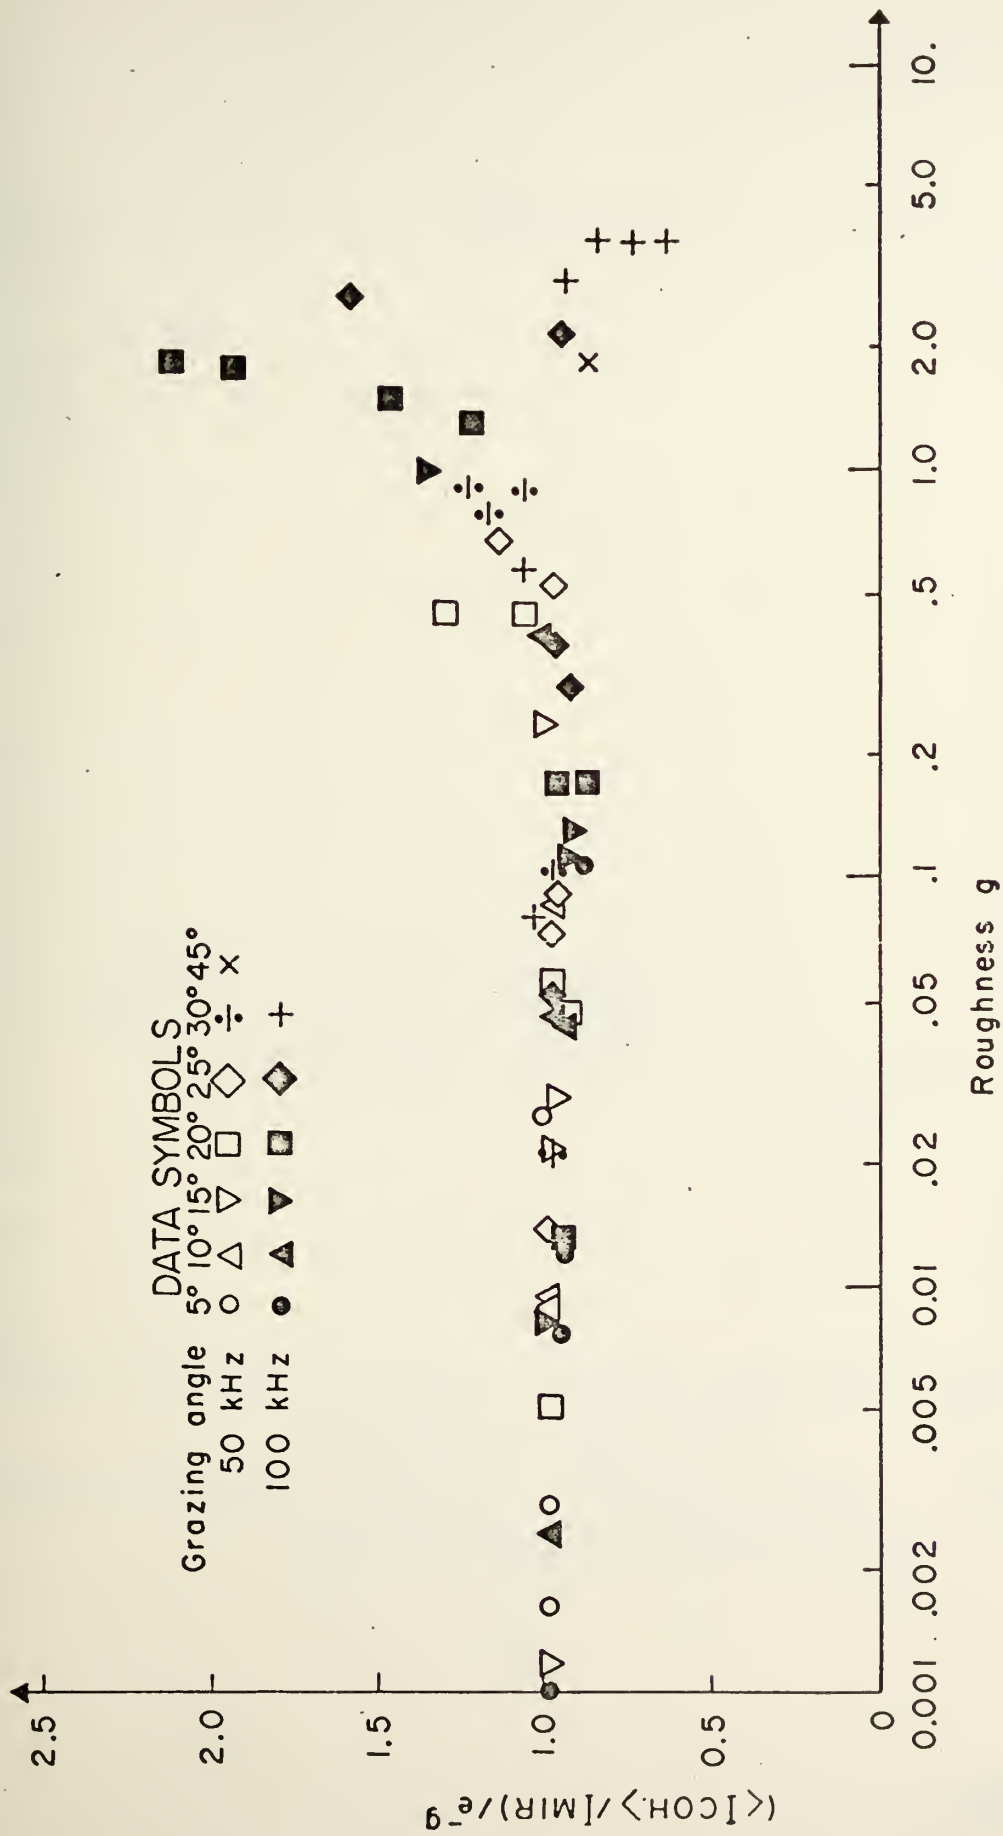 DATA SYMBOLS
Grazing angle 5° 10° 15° 20° 25° 30° 45°
50 kHz
100 kHz
2.5
2.0
1.5
1.0
0.5
0
(<ICOH.>/IMIR)/e⁻g
0.001 .002 .005 0.01 .02 .05 .1 .2 .5 1.0 2.0 5.0 10.
Roughness g